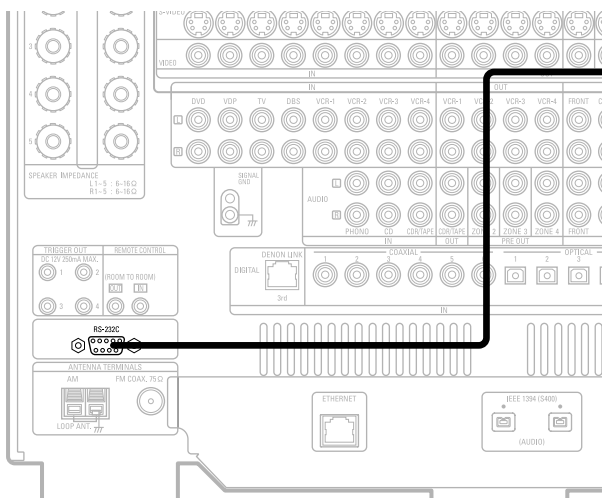 S-VIDEO
3
VIDEO
IN
4
IN
OUT
DVD VDP TV DBS VCR-1 VCR-2 VCR-3 VCR-4 VCR-1 VCR-2 VCR-3 VCR-4 FRONT
L
5
R
SPEAKER IMPEDANCE
L1~5 : 6~16Ω
R1~5 : 6~16Ω
SIGNAL
GND
L
AUDIO
R
PHONO CD CDR/TAPE CDR/TAPE ZONE 2 ZONE 3 ZONE 4 FRONT
IN OUT PRE OUT
TRIGGER OUT REMOTE CONTROL
DC 12V 250mA MAX.
1 2
(ROOM TO ROOM)
OUT IN
3 4
DENON LINK
COAXIAL
OPTICAL
1 2 3 4 5 1 2 3
DIGITAL
3rd
IN
RS-232C
ANTENNA TERMINALS
AM FM COAX, 75Ω
LOOP ANT.
ETHERNET
IEEE 1394 (S400)
(AUDIO)